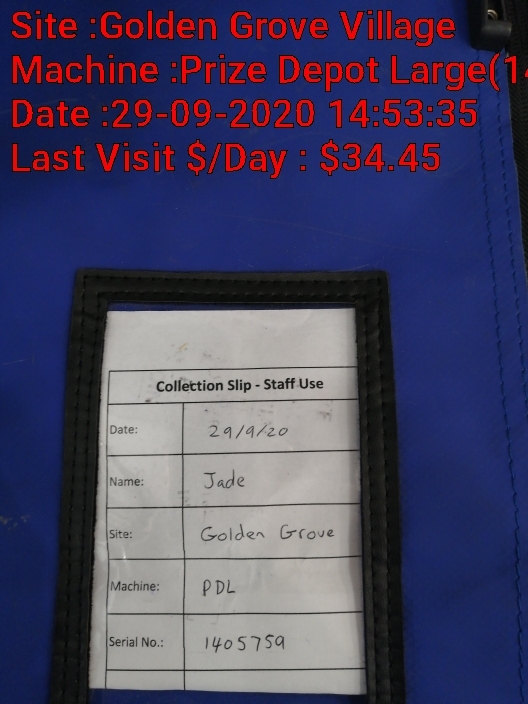 Site :Golden Grove Village
Machine :Prize Depot Large(14
Date :29-09-2020 14:53:35
Last Visit $/Day : $34.45
Collection Slip - Staff Use
Date: 29/9/20
Name: Jade
Site: Golden Grove
Machine: PDL
Serial No.: 1405759